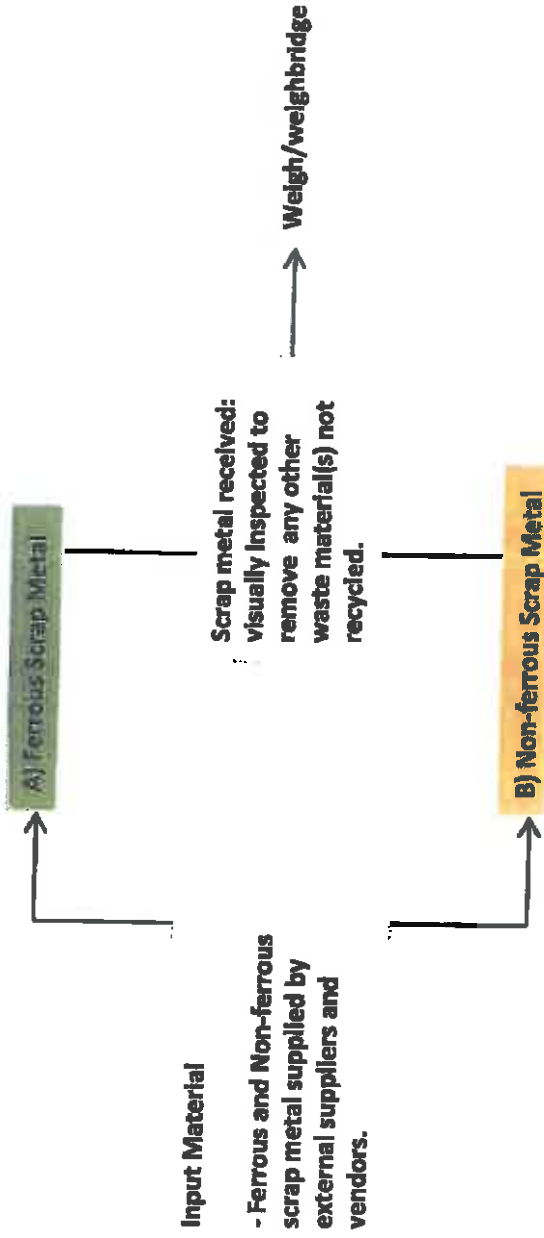 Input Material
- Ferrous and Non-ferrous
scrap metal supplied by
external suppliers and
vendors.
A) Ferrous Scrap Metal
Scrap metal received:
visually inspected to
remove any other
waste material(s) not
recycled.
B) Non-ferrous Scrap Metal
Weigh/weighbridge